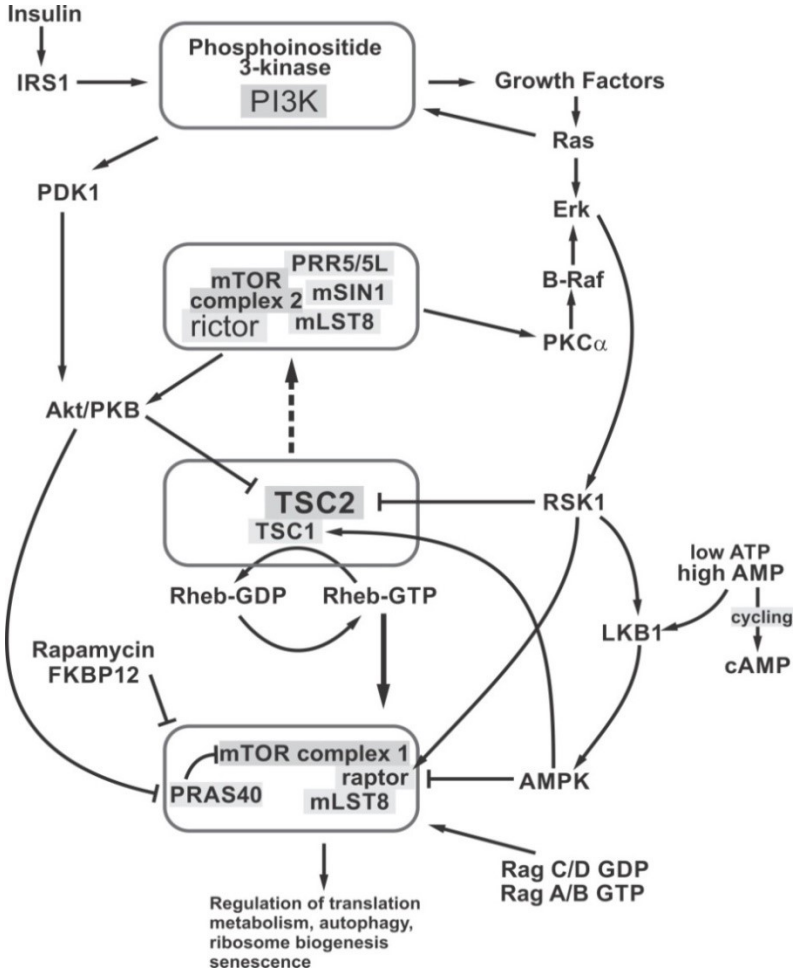 Insulin
IRS1
Phosphoinositide
3-kinase
PI3K
Growth Factors
Ras
PDK1
Erk
B-Raf
PKCα
mTOR
complex 2
rictor
PRR5/5L
mSIN1
mLST8
Akt/PKB
TSC2
TSC1
RSK1
Rheb-GDP
Rheb-GTP
low ATP
high AMP
cycling
cAMP
LKB1
Rapamycin
FKBP12
mTOR complex 1
raptor
mLST8
PRAS40
AMPK
Rag C/D GDP
Rag A/B GTP
Regulation of translation
metabolism, autophagy,
ribosome biogenesis
senescence